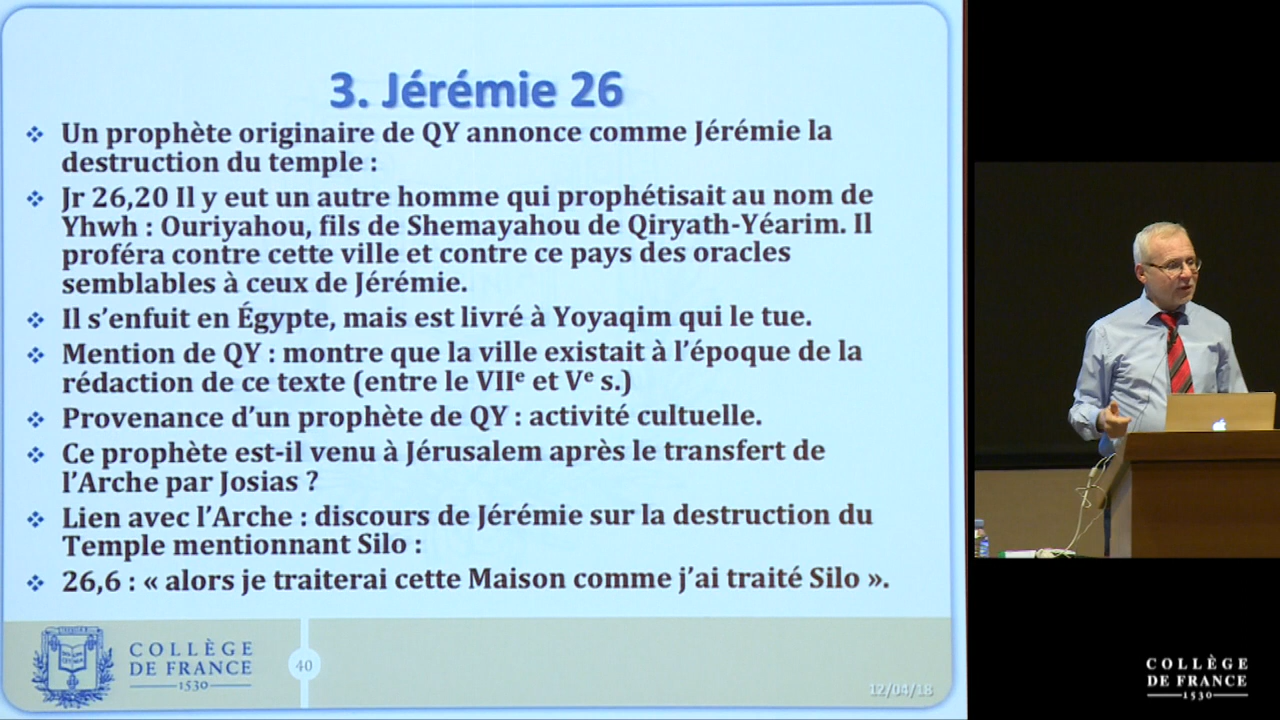 3. Jérémie 26
❖ Un prophète originaire de QY annonce comme Jérémie la
destruction du temple :
❖ Jr 26,20 Il y eut un autre homme qui prophétisait au nom de
Yhwh : Ouriyahou, fils de Shemayahou de Qiryath-Yéarim. Il
proféra contre cette ville et contre ce pays des oracles
semblables à ceux de Jérémie.
❖ Il s’enfuit en Égypte, mais est livré à Yoyaqim qui le tue.
❖ Mention de QY : montre que la ville existait à l’époque de la
rédaction de ce texte (entre le VIIe et Ve s.)
❖ Provenance d’un prophète de QY : activité cultuelle.
❖ Ce prophète est-il venu à Jérusalem après le transfert de
l’Arche par Josias ?
❖ Lien avec l’Arche : discours de Jérémie sur la destruction du
Temple mentionnant Silo :
❖ 26,6 : « alors je traiterai cette Maison comme j’ai traité Silo ».
COLLÈGE
DE FRANCE
1530
40
12/04/18
COLLÈGE
DE FRANCE
1530